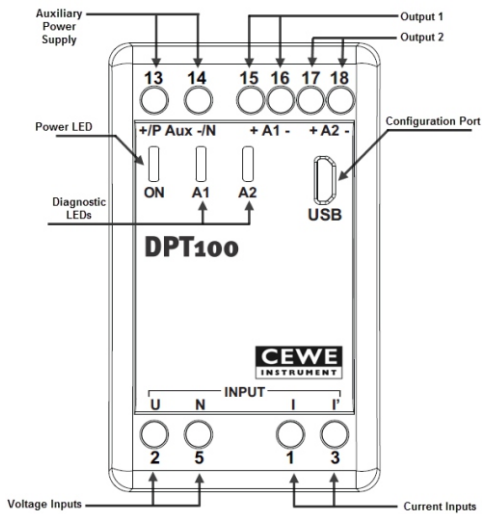 Auxiliary
Power
Supply
Output 1
Output 2
13 14 15 16 17 18
+/P Aux -/N + A1 - + A2 -
Power LED
Configuration Port
ON A1 A2
USB
Diagnostic
LEDs
DPT100
CEWE
INSTRUMENT
INPUT
U N I I'
2 5 1 3
Voltage Inputs
Current Inputs